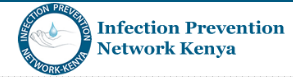 INFECTION PREVENTION
NETWORK-KENYA
Infection Prevention
Network Kenya